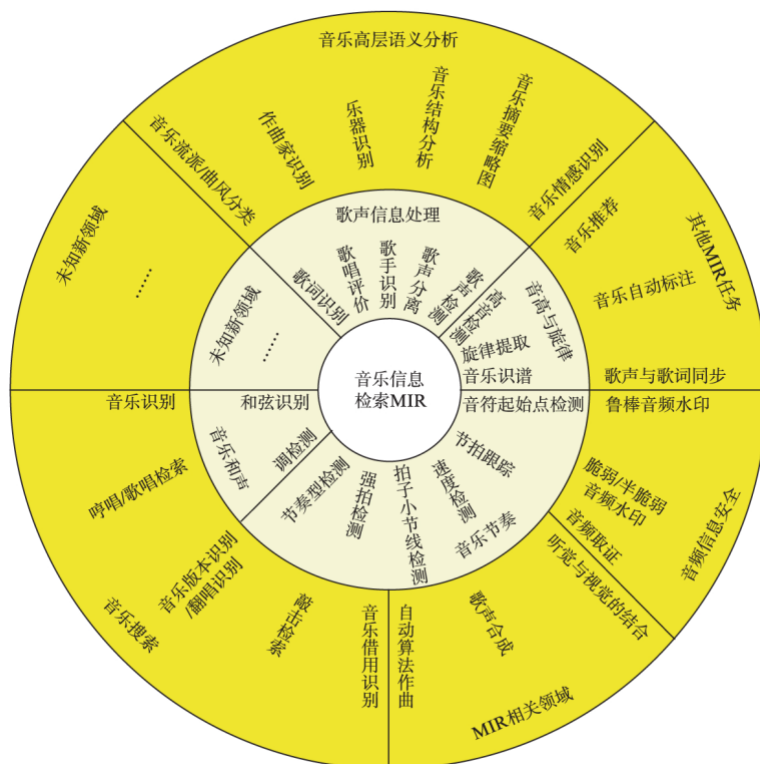 音乐高层语义分析
音乐流派/曲风分类
作曲家识别
乐器识别
音乐结构分析
音乐摘要缩略图
音乐情感识别
其他MIR任务
音乐推荐
音乐自动标注
歌声与歌词同步
未知新领域
……
歌声信息处理
歌词识别
歌唱评价
歌手识别
歌声分离
歌声检测
音高与旋律
高音检测
旋律提取
音乐识谱
未知新领域
……
音乐信息
检索MIR
和弦识别
调检测
音乐和声
音符起始点检测
节拍跟踪
速度检测
拍子小节线检测
强拍检测
节奏型检测
音乐节奏
音乐识别
哼唱/歌唱检索
音乐版本识别
/翻唱识别
敲击检索
音乐借用识别
音乐搜索
鲁棒音频水印
脆弱/半脆弱
音频水印
音频取证
音频信息安全
听觉与视觉的结合
歌声合成
自动算法作曲
MIR相关领域